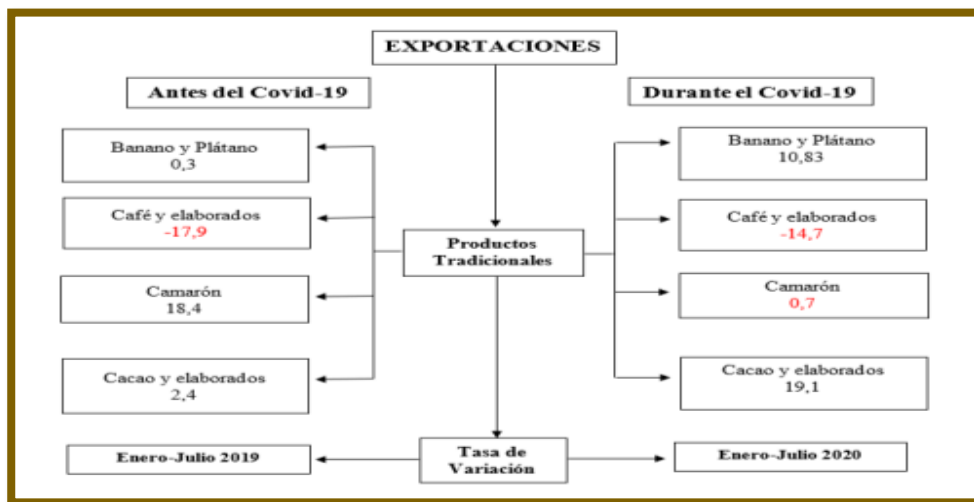 EXPORTACIONES
Antes del Covid-19
Durante el Covid-19
Banano y Plátano
0,3
Café y elaborados
-17,9
Camarón
18,4
Cacao y elaborados
2,4
Productos
Tradicionales
Banano y Plátano
10,83
Café y elaborados
-14,7
Camarón
0,7
Cacao y elaborados
19,1
Enero-Julio 2019
Tasa de
Variación
Enero-Julio 2020